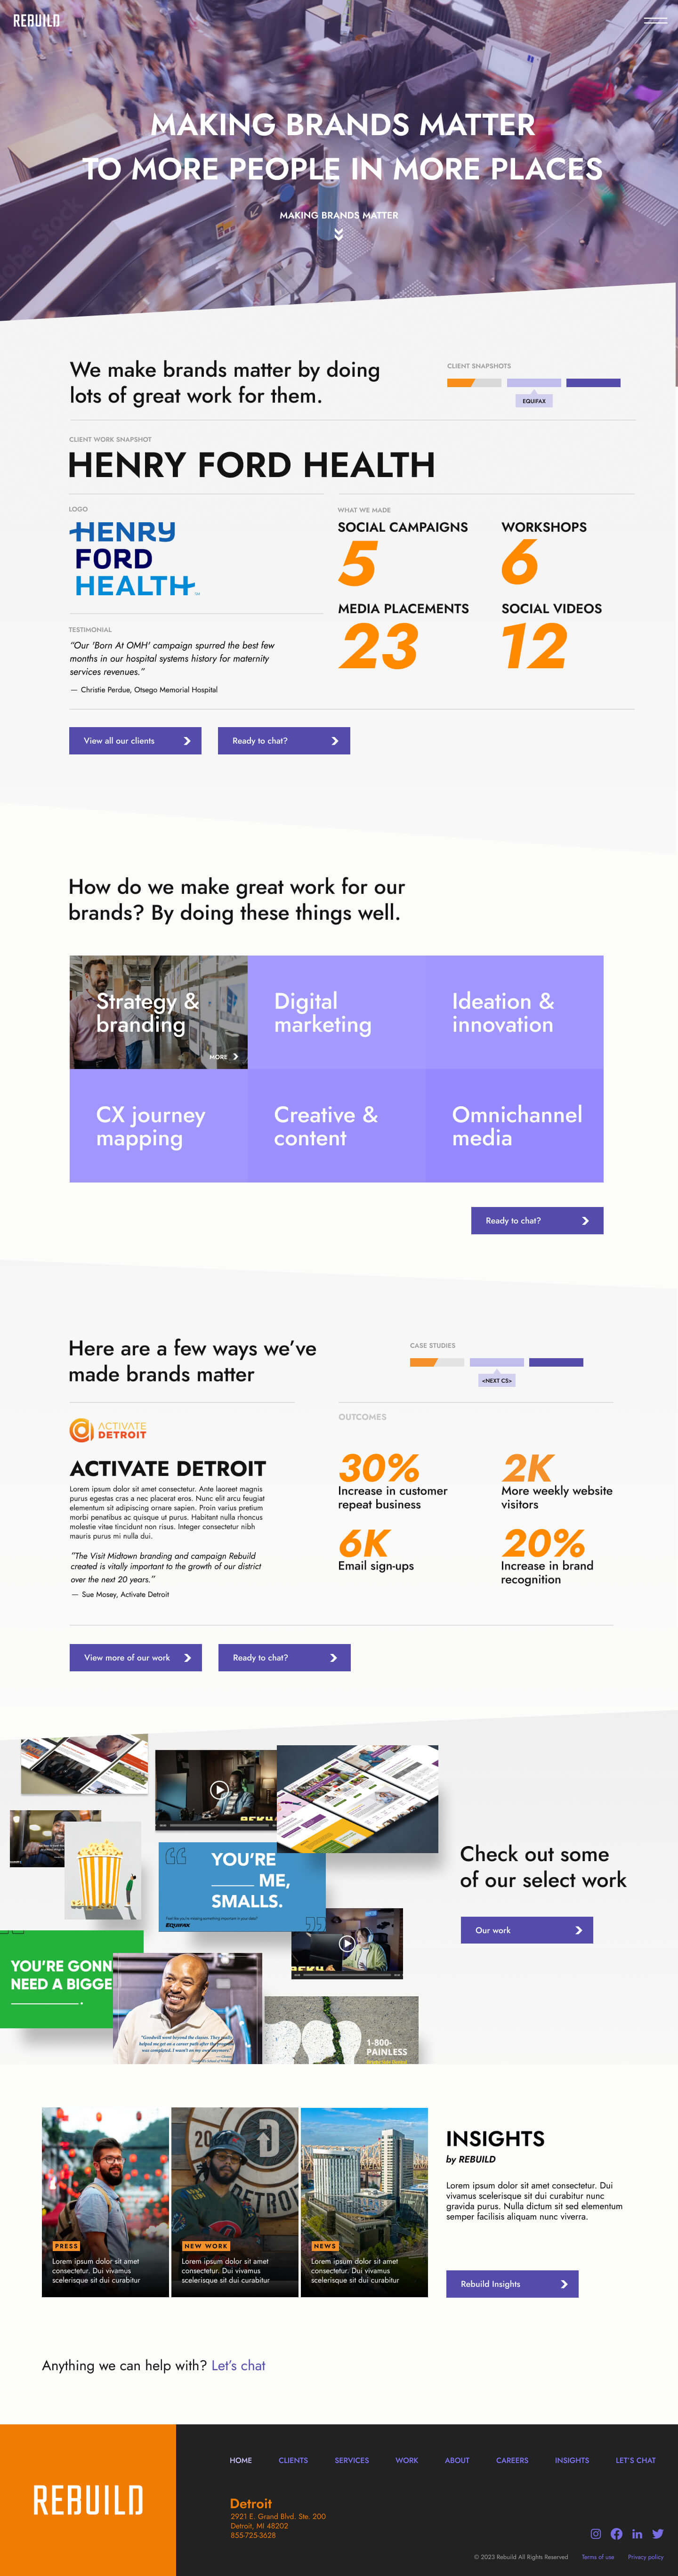 REBUILD
MAKING BRANDS MATTER
TO MORE PEOPLE IN MORE PLACES
MAKING BRANDS MATTER
We make brands matter by doing
lots of great work for them.
CLIENT SNAPSHOTS
EQUIFAX
CLIENT WORK SNAPSHOT
HENRY FORD HEALTH
LOGO
HENRY
FORD
HEALTH
TESTIMONIAL
“Our 'Born At OMH' campaign spurred the best few
months in our hospital systems history for maternity
services revenues.”
— Christie Perdue, Otsego Memorial Hospital
WHAT WE MADE
SOCIAL CAMPAIGNS
5
WORKSHOPS
6
MEDIA PLACEMENTS
23
SOCIAL VIDEOS
12
View all our clients
Ready to chat?
How do we make great work for our
brands? By doing these things well.
Strategy &
branding
MORE
Digital
marketing
Ideation &
innovation
CX journey
mapping
Creative &
content
Omnichannel
media
Ready to chat?
Here are a few ways we’ve
made brands matter
CASE STUDIES
<NEXT CS>
ACTIVATE
DETROIT
ACTIVATE DETROIT
Lorem ipsum dolor sit amet consectetur. Ante laoreet magnis
purus egestas cras a nec placerat eros. Nunc elit arcu feugiat
elementum sit adipiscing ornare sapien. Proin varius pretium
morbi penatibus ac quisque ut purus. Habitant nulla rhoncus
molestie vitae tincidunt non risus. Integer consectetur nibh
mauris purus mi nulla dui.
“The Visit Midtown branding and campaign Rebuild
created is vitally important to the growth of our district
over the next 20 years.”
— Sue Mosey, Activate Detroit
OUTCOMES
30%
Increase in customer
repeat business
2K
More weekly website
visitors
6K
Email sign-ups
20%
Increase in brand
recognition
View more of our work
Ready to chat?
YOU’RE
____ ME,
SMALLS.
EQUIFAX
YOU’RE GONN
NEED A BIGGE
1-800-
PAINLESS
Check out some
of our select work
Our work
PRESS
Lorem ipsum dolor sit amet
consectetur. Dui vivamus
scelerisque sit dui curabitur
NEW WORK
Lorem ipsum dolor sit amet
consectetur. Dui vivamus
scelerisque sit dui curabitur
NEWS
Lorem ipsum dolor sit amet
consectetur. Dui vivamus
scelerisque sit dui curabitur
INSIGHTS
by REBUILD
Lorem ipsum dolor sit amet consectetur. Dui
vivamus scelerisque sit dui curabitur nunc
gravida purus. Nulla dictum sit sed elementum
semper facilisis aliquam nunc viverra.
Rebuild Insights
Anything we can help with? Let’s chat
REBUILD
HOME CLIENTS SERVICES WORK ABOUT CAREERS INSIGHTS LET’S CHAT
Detroit
2921 E. Grand Blvd. Ste. 200
Detroit, MI 48202
855-725-3628
© 2023 Rebuild All Rights Reserved Terms of use Privacy policy